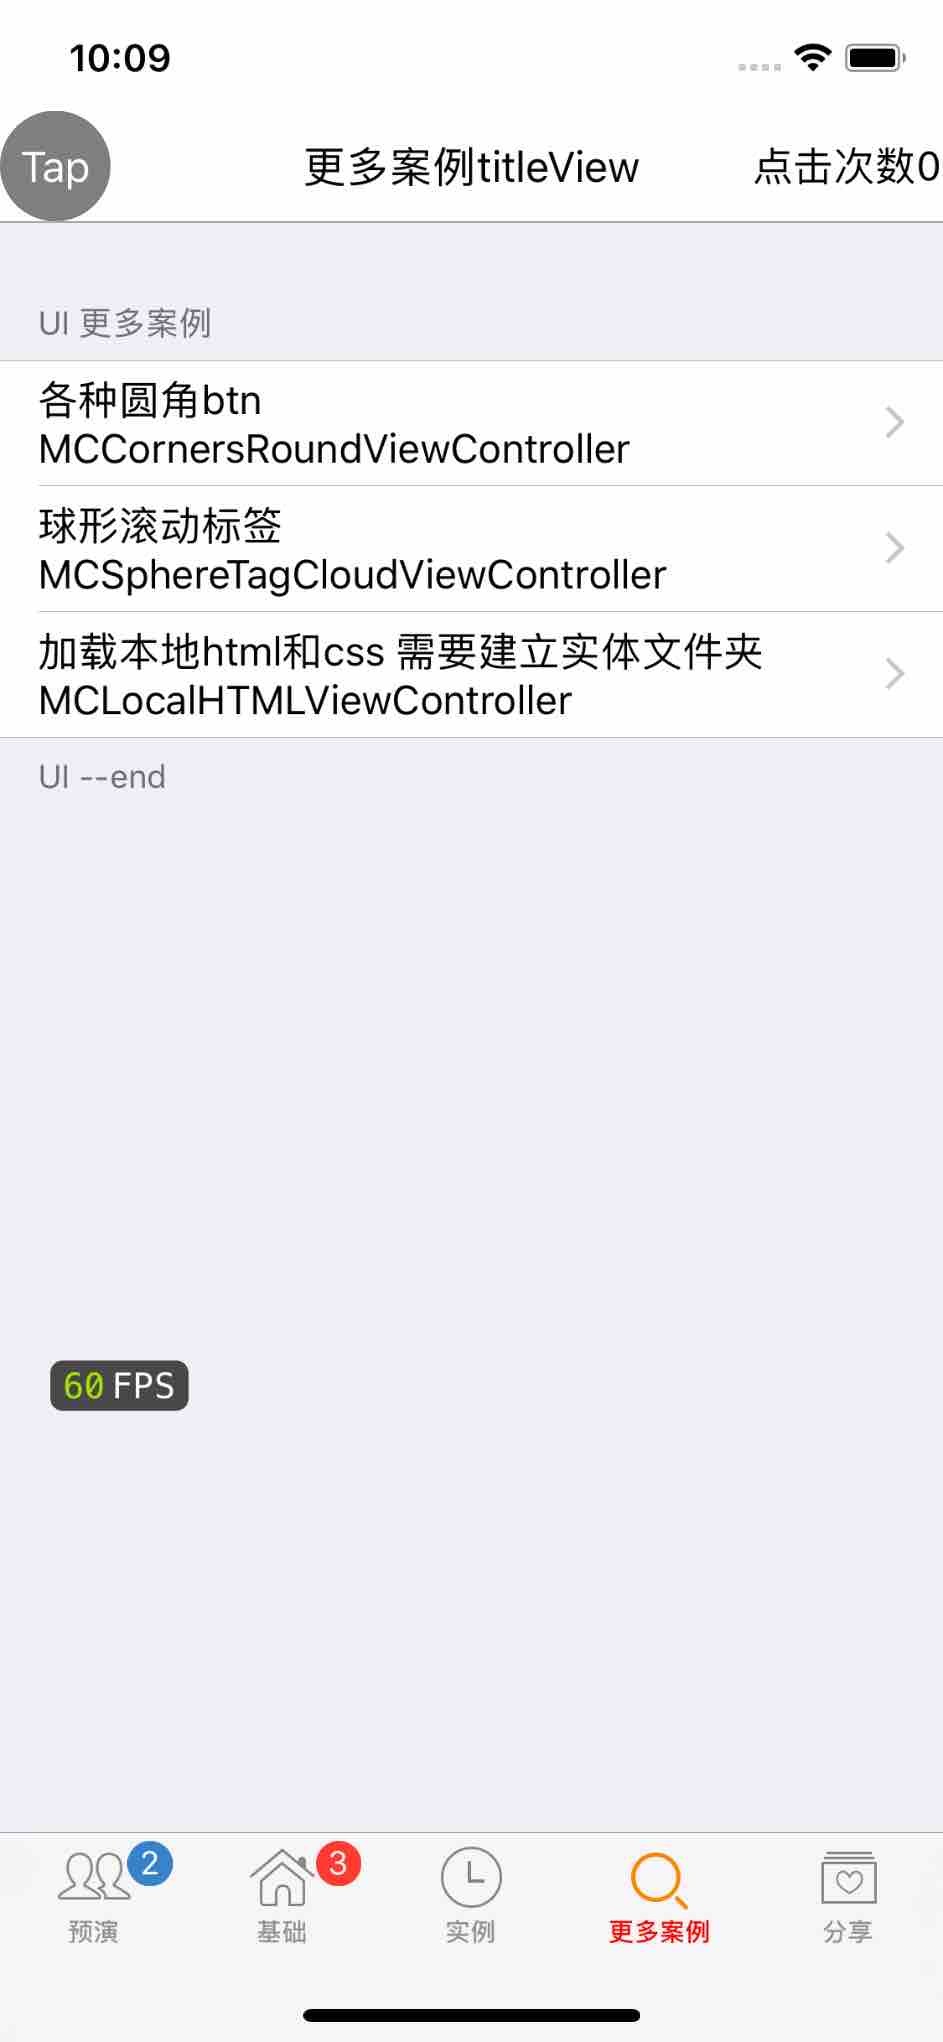 10:09
Tap
更多案例titleView
点击次数0
UI 更多案例
各种圆角btn
MCCornersRoundViewController
球形滚动标签
MCSphereTagCloudViewController
加载本地html和css 需要建立实体文件夹
MCLocalHTMLViewController
UI --end
60 FPS
2
3
预演
基础
实例
更多案例
分享